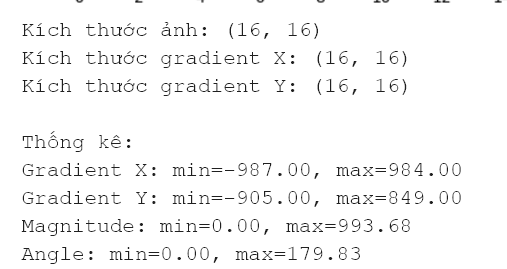 Kích thước ảnh: (16, 16)
Kích thước gradient X: (16, 16)
Kích thước gradient Y: (16, 16)
Thống kê:
Gradient X: min=-987.00, max=984.00
Gradient Y: min=-905.00, max=849.00
Magnitude: min=0.00, max=993.68
Angle: min=0.00, max=179.83